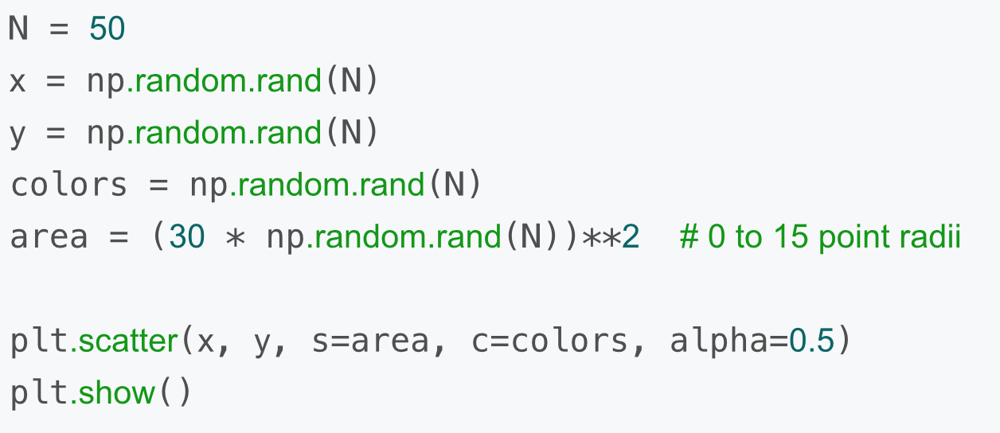 N = 50
x = np.random.rand(N)
y = np.random.rand(N)
colors = np.random.rand(N)
area = (30 * np.random.rand(N))**2  # 0 to 15 point radii
plt.scatter(x, y, s=area, c=colors, alpha=0.5)
plt.show()